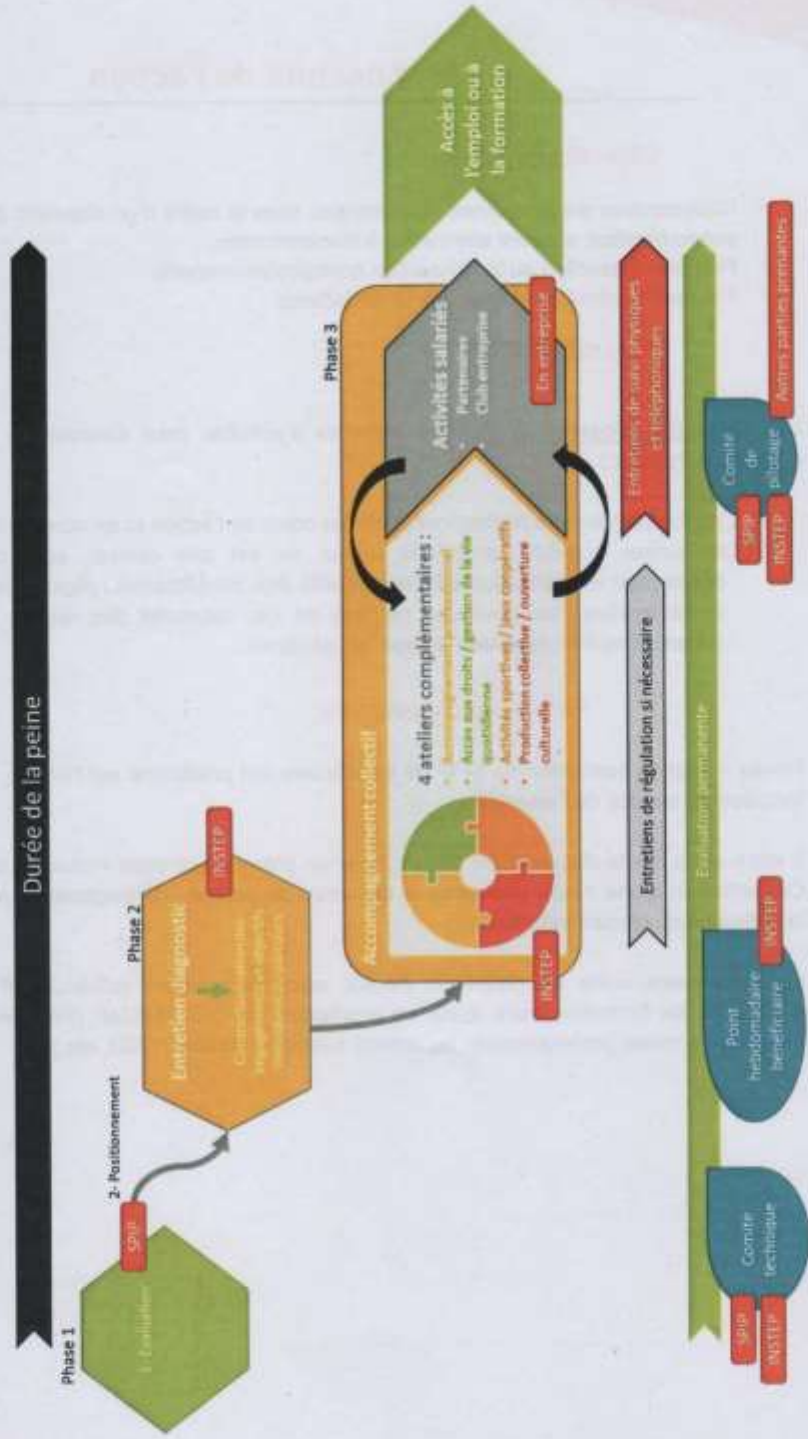 Durée de la peine
Phase 1
1- Evaluation
SPIP
2- Positionnement
Phase 2
Entretien diagnostic
INSTEP
Phase 3
Accompagnement collectif
4 ateliers complémentaires :
• Accompagnement professionnel
• Accès aux droits / gestion de la vie
quotidienne
• Activités sportives / jeux coopératifs
• Production collective / ouverture
culturelle
INSTEP
Activités salariés
• Partenaires
• Club entreprise
En entreprise
Accès à
l'emploi ou à
la formation
Entretiens de régulation si nécessaire
Entretiens de suivi physiques
et téléphoniques
Evaluation permanente
Comité
technique
SPIP
INSTEP
Point
hebdomadaire
bénéficiaire
INSTEP
Comité
de
pilotage
SPIP
INSTEP
Autres parties prenantes